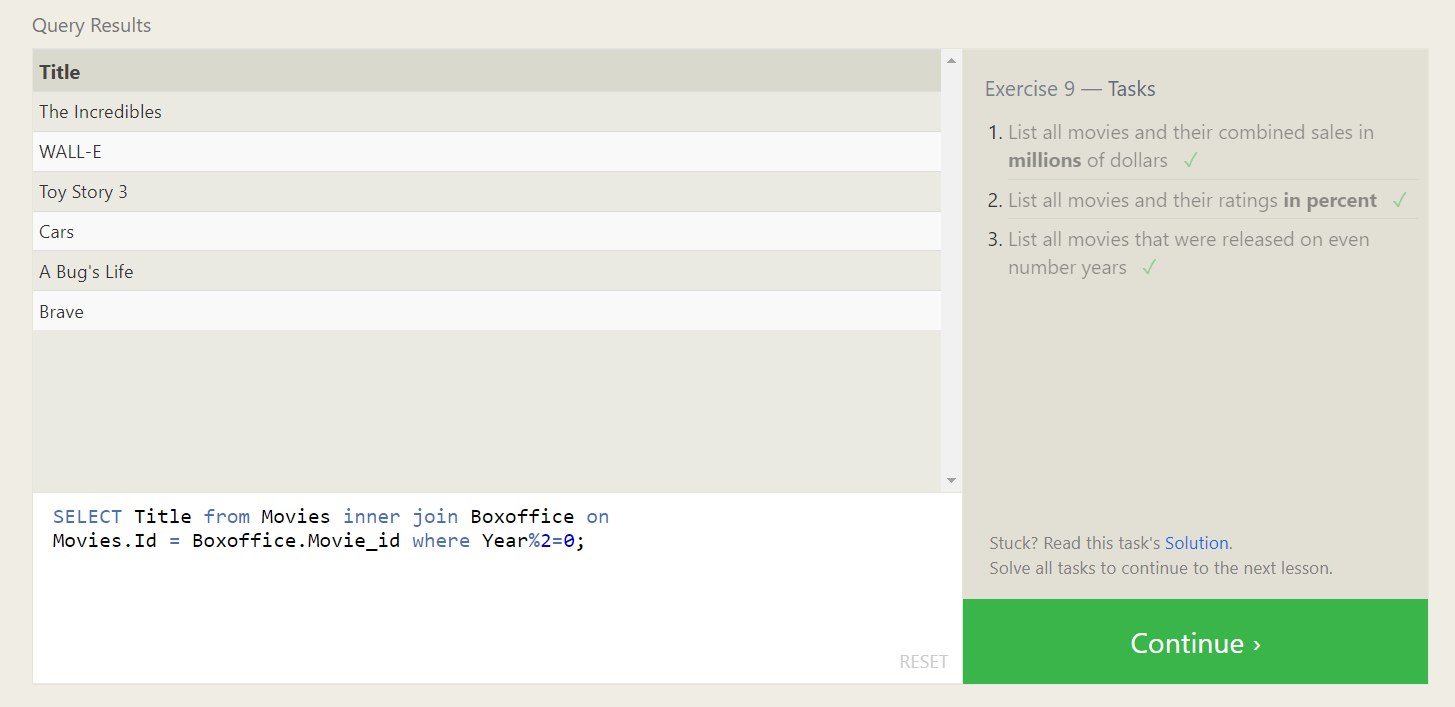 Query Results
Title
The Incredibles
WALL-E
Toy Story 3
Cars
A Bug's Life
Brave
SELECT Title from Movies inner join Boxoffice on
Movies.Id = Boxoffice.Movie_id where Year%2=0;
RESET
Exercise 9 — Tasks
1. List all movies and their combined sales in
millions of dollars ✓
2. List all movies and their ratings in percent ✓
3. List all movies that were released on even
number years ✓
Stuck? Read this task's Solution.
Solve all tasks to continue to the next lesson.
Continue ›